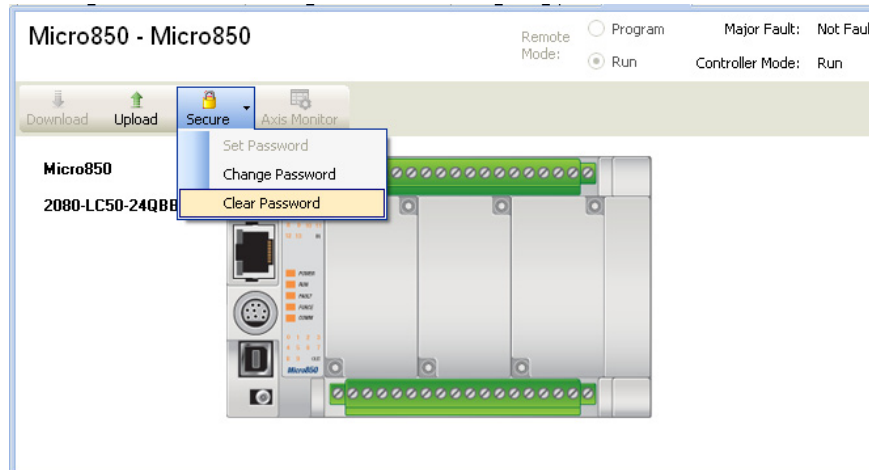 Micro850 - Micro850
Remote Mode:
Program
Run
Major Fault: Not Faul
Controller Mode: Run
Download Upload Secure Axis Monitor
Set Password
Change Password
Clear Password
Micro850
2080-LC50-24QBB
POWER
RUN
FAULT
FORCE
COMM
OUT
Micro850